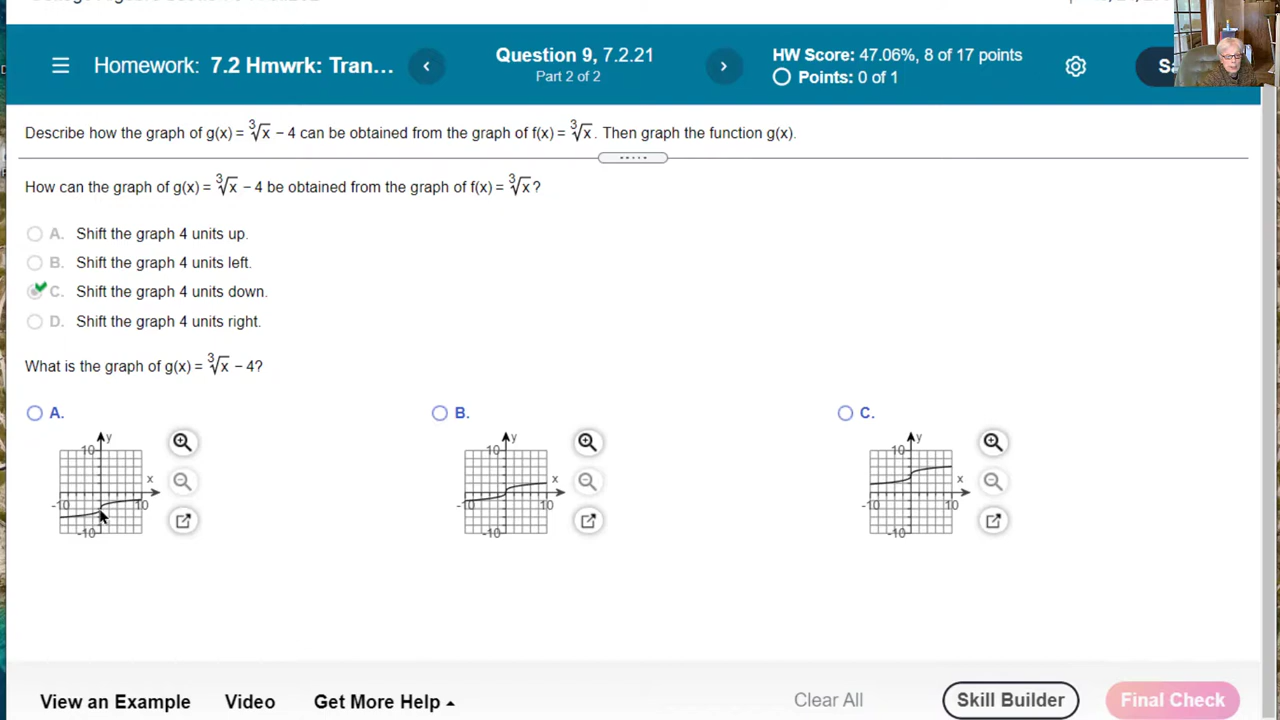 Homework: 7.2 Hmwrk: Tran...
Question 9, 7.2.21
Part 2 of 2
HW Score: 47.06%, 8 of 17 points
Points: 0 of 1
Describe how the graph of g(x) = ∛x − 4 can be obtained from the graph of f(x) = ∛x. Then graph the function g(x).
How can the graph of g(x) = ∛x − 4 be obtained from the graph of f(x) = ∛x?
A. Shift the graph 4 units up.
B. Shift the graph 4 units left.
C. Shift the graph 4 units down.
D. Shift the graph 4 units right.
What is the graph of g(x) = ∛x − 4?
A.
10 y
x
-10 10
-10
B.
10 y
x
-10 10
-10
C.
10 y
x
-10 10
-10
View an Example Video Get More Help
Clear All Skill Builder Final Check